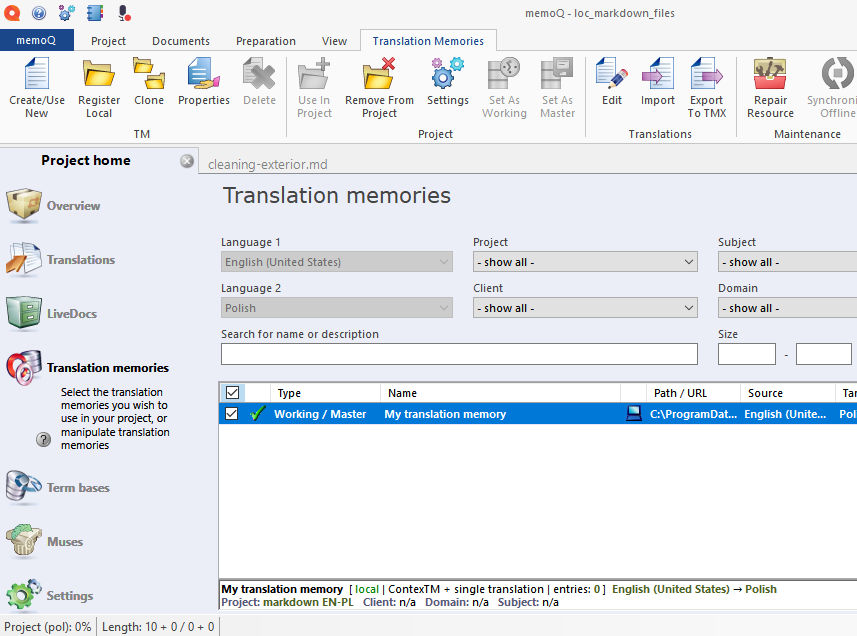 memoQ - loc_markdown_files
memoQ Project Documents Preparation View Translation Memories
Create/Use New
Register Local
Clone
Properties
Delete
Use In Project
Remove From Project
Settings
Set As Working
Set As Master
Edit
Import
Export To TMX
Repair Resource
Synchroni
Offline
TM Project Translations Maintenance
Project home
cleaning-exterior.md
Overview
Translations
LiveDocs
Translation memories
Select the translation
memories you wish to
use in your project, or
manipulate translation
memories
?
Term bases
Muses
Settings
Translation memories
Language 1 Project Subject
English (United States) - show all - - show all -
Language 2 Client Domain
Polish - show all - - show all -
Search for name or description Size
-
Type Name Path / URL Source Tar
Working / Master My translation memory C:\ProgramDat... English (Unite... Poli
My translation memory [ local | ContexTM + single translation | entries: 0 ] English (United States) → Polish
Project: markdown EN-PL Client: n/a Domain: n/a Subject: n/a
Project (pol): 0% Length: 10 + 0 / 0 + 0